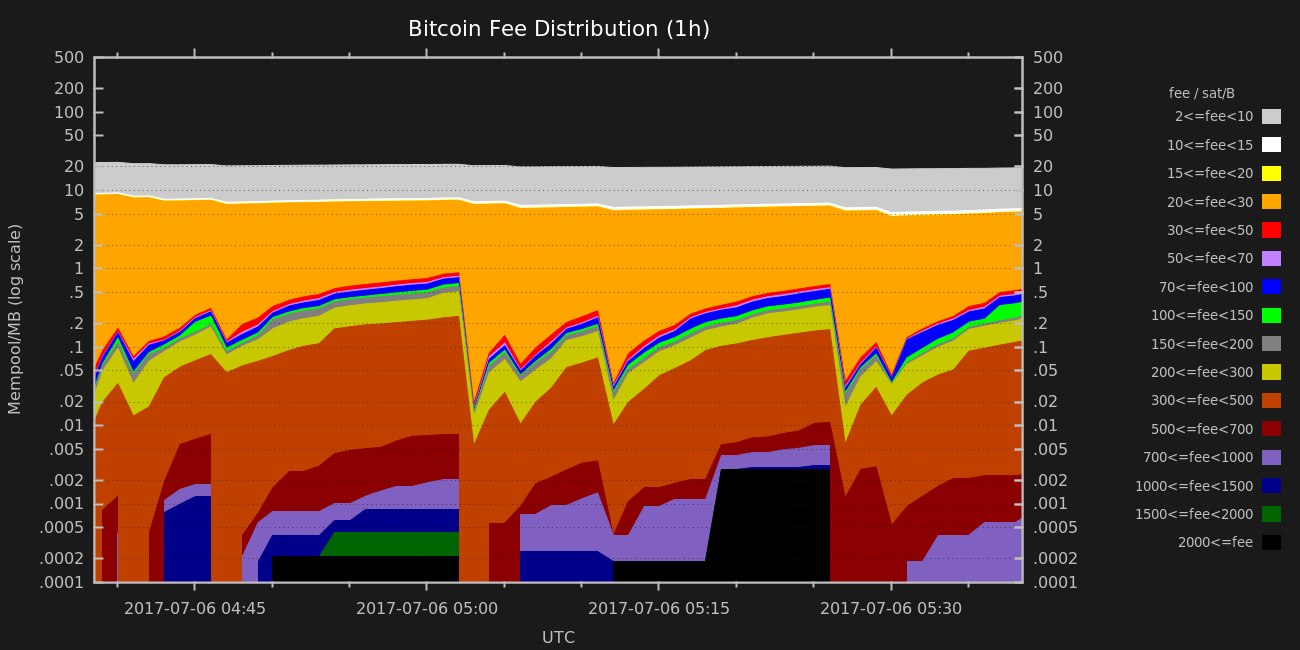 Bitcoin Fee Distribution (1h)
500
200
100
50
20
10
5
2
1
.5
.2
.1
.05
.02
.01
.005
.002
.001
.0005
.0002
.0001
Mempool/MB (log scale)
500
200
100
50
20
10
5
2
1
.5
.2
.1
.05
.02
.01
.005
.002
.001
.0005
.0002
.0001
fee / sat/B
2<=fee<10
10<=fee<15
15<=fee<20
20<=fee<30
30<=fee<50
50<=fee<70
70<=fee<100
100<=fee<150
150<=fee<200
200<=fee<300
300<=fee<500
500<=fee<700
700<=fee<1000
1000<=fee<1500
1500<=fee<2000
2000<=fee
2017-07-06 04:45
2017-07-06 05:00
2017-07-06 05:15
2017-07-06 05:30
UTC